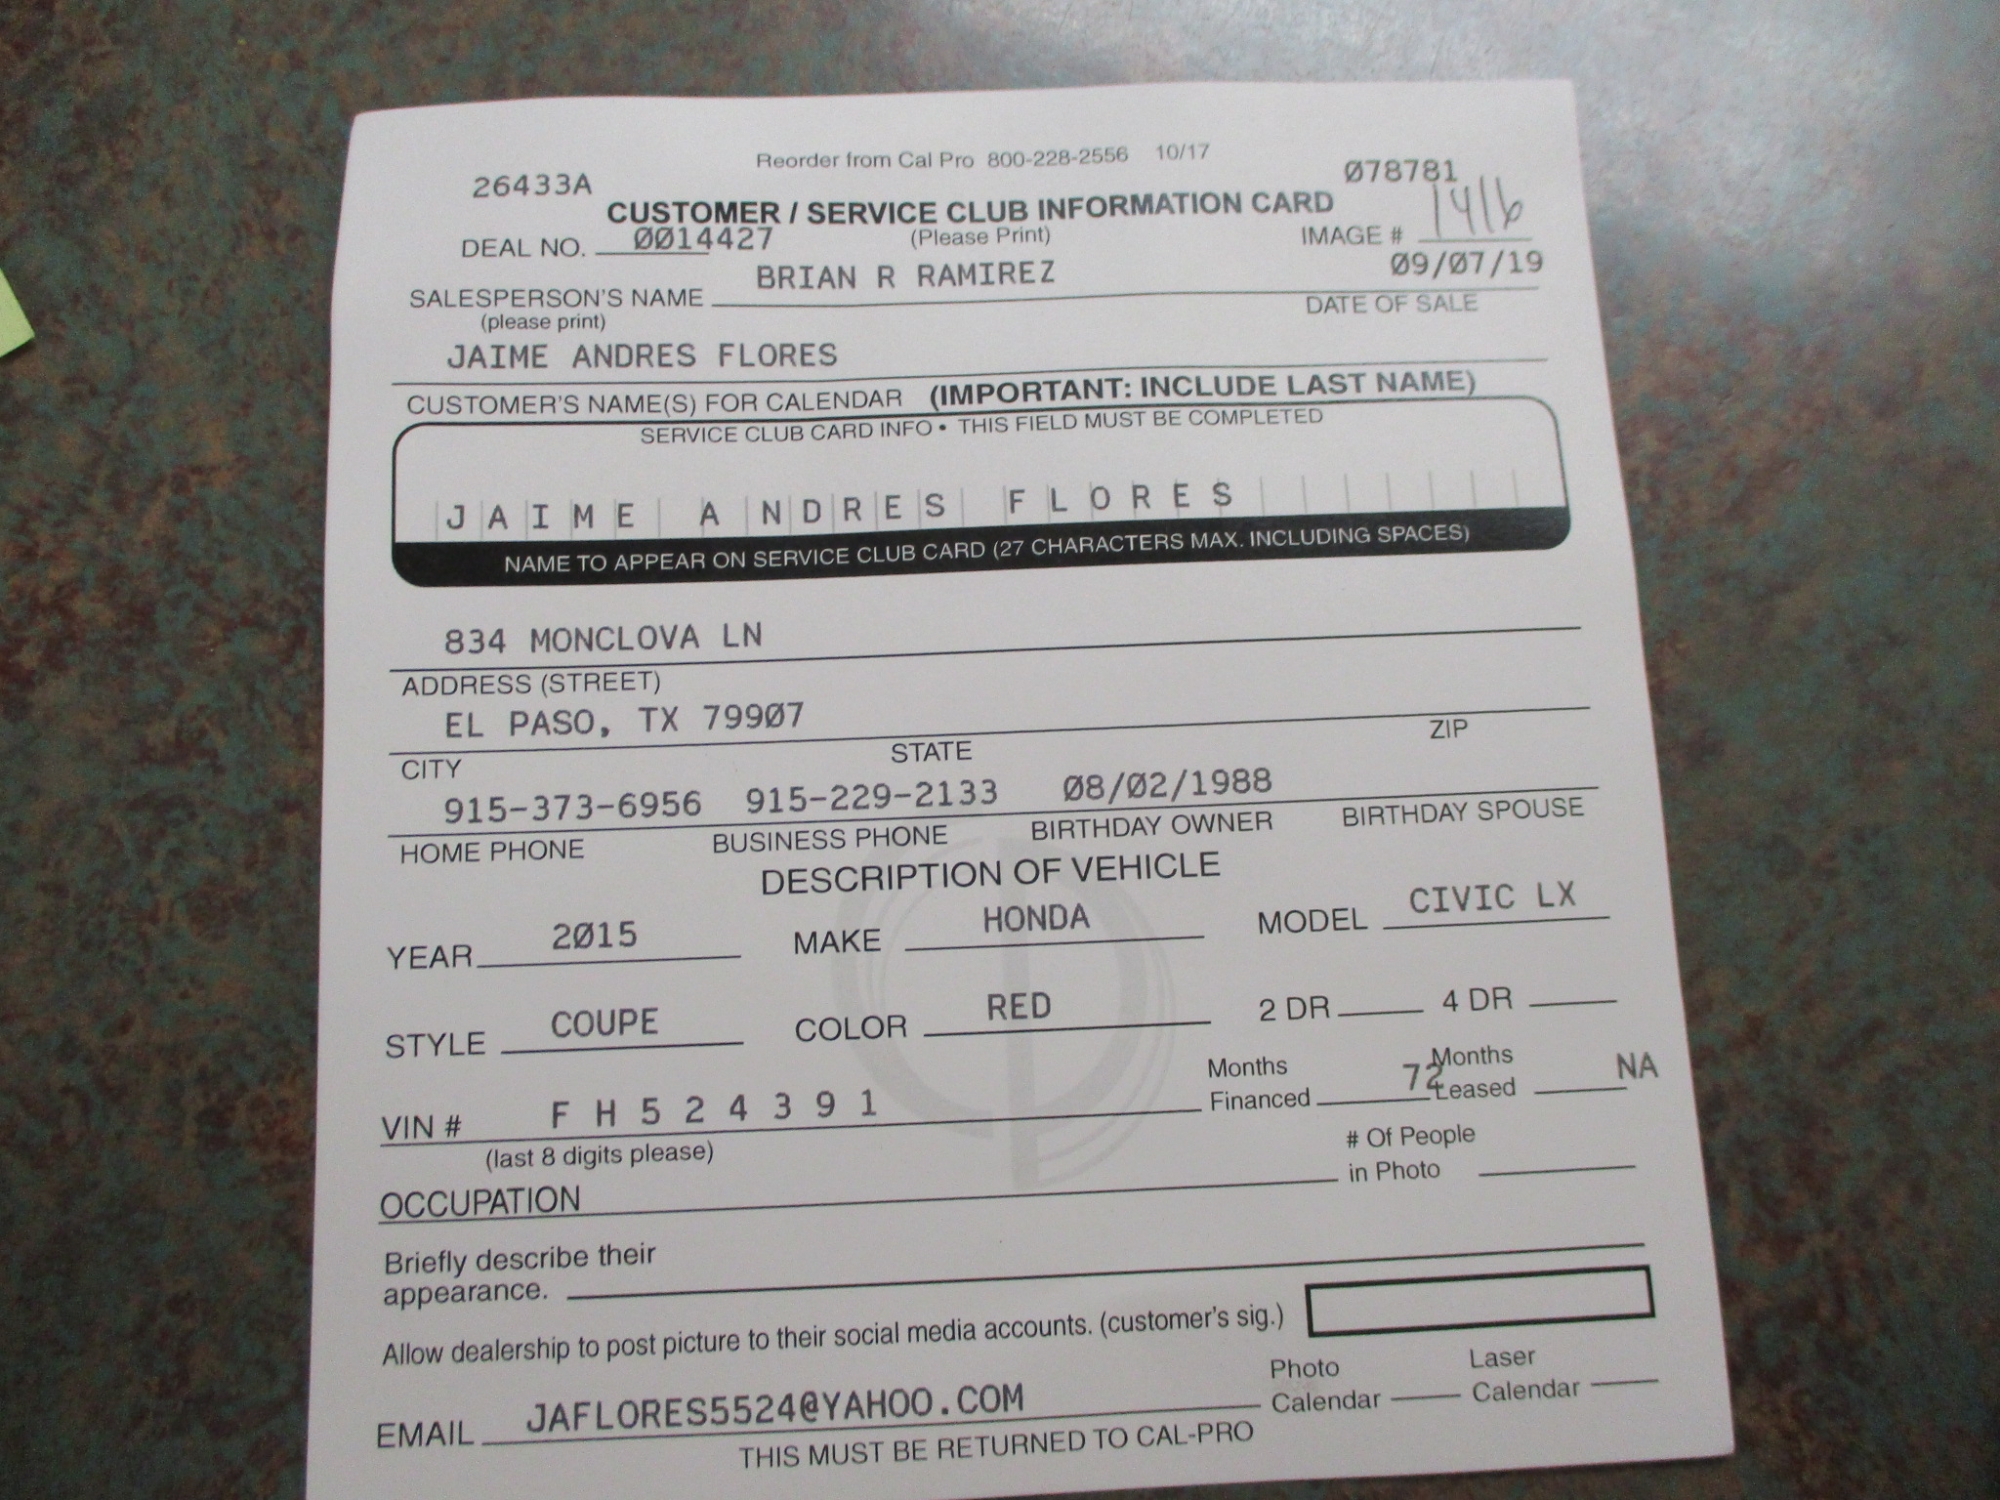 Reorder from Cal Pro 800-228-2556 10/17
26433A Ø78781
CUSTOMER / SERVICE CLUB INFORMATION CARD
DEAL NO. ØØ14427 (Please Print) IMAGE # 1416
SALESPERSON'S NAME BRIAN R RAMIREZ Ø9/Ø7/19
(please print) DATE OF SALE
JAIME ANDRES FLORES
CUSTOMER'S NAME(S) FOR CALENDAR (IMPORTANT: INCLUDE LAST NAME)
SERVICE CLUB CARD INFO • THIS FIELD MUST BE COMPLETED
JAIME ANDRES FLORES
NAME TO APPEAR ON SERVICE CLUB CARD (27 CHARACTERS MAX. INCLUDING SPACES)
834 MONCLOVA LN
ADDRESS (STREET)
EL PASO, TX 799Ø7
CITY STATE ZIP
915-373-6956 915-229-2133 Ø8/Ø2/1988
HOME PHONE BUSINESS PHONE BIRTHDAY OWNER BIRTHDAY SPOUSE
DESCRIPTION OF VEHICLE
YEAR 2Ø15 MAKE HONDA MODEL CIVIC LX
STYLE COUPE COLOR RED 2 DR 4 DR
VIN # F H 5 2 4 3 9 1 Months Financed 72 Months Leased NA
(last 8 digits please)
OCCUPATION # Of People in Photo
Briefly describe their
appearance.
Allow dealership to post picture to their social media accounts. (customer's sig.)
EMAIL JAFLORES5524@YAHOO.COM Photo Calendar Laser Calendar
THIS MUST BE RETURNED TO CAL-PRO